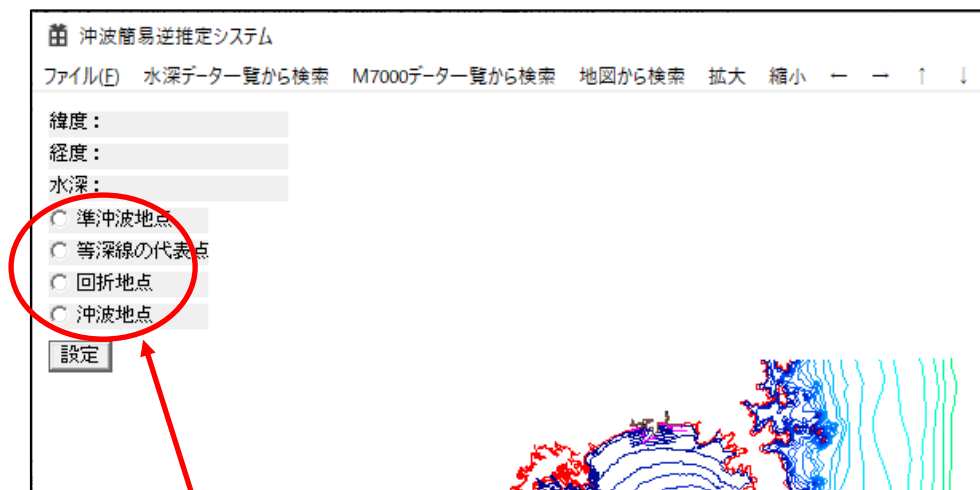 沖波簡易逆推定システム
ファイル(F) 水深データ一覧から検索 M7000データ一覧から検索 地図から検索 拡大 縮小 ← → ↑ ↓
緯度：
経度：
水深：
準沖波地点
等深線の代表点
回折地点
沖波地点
設定